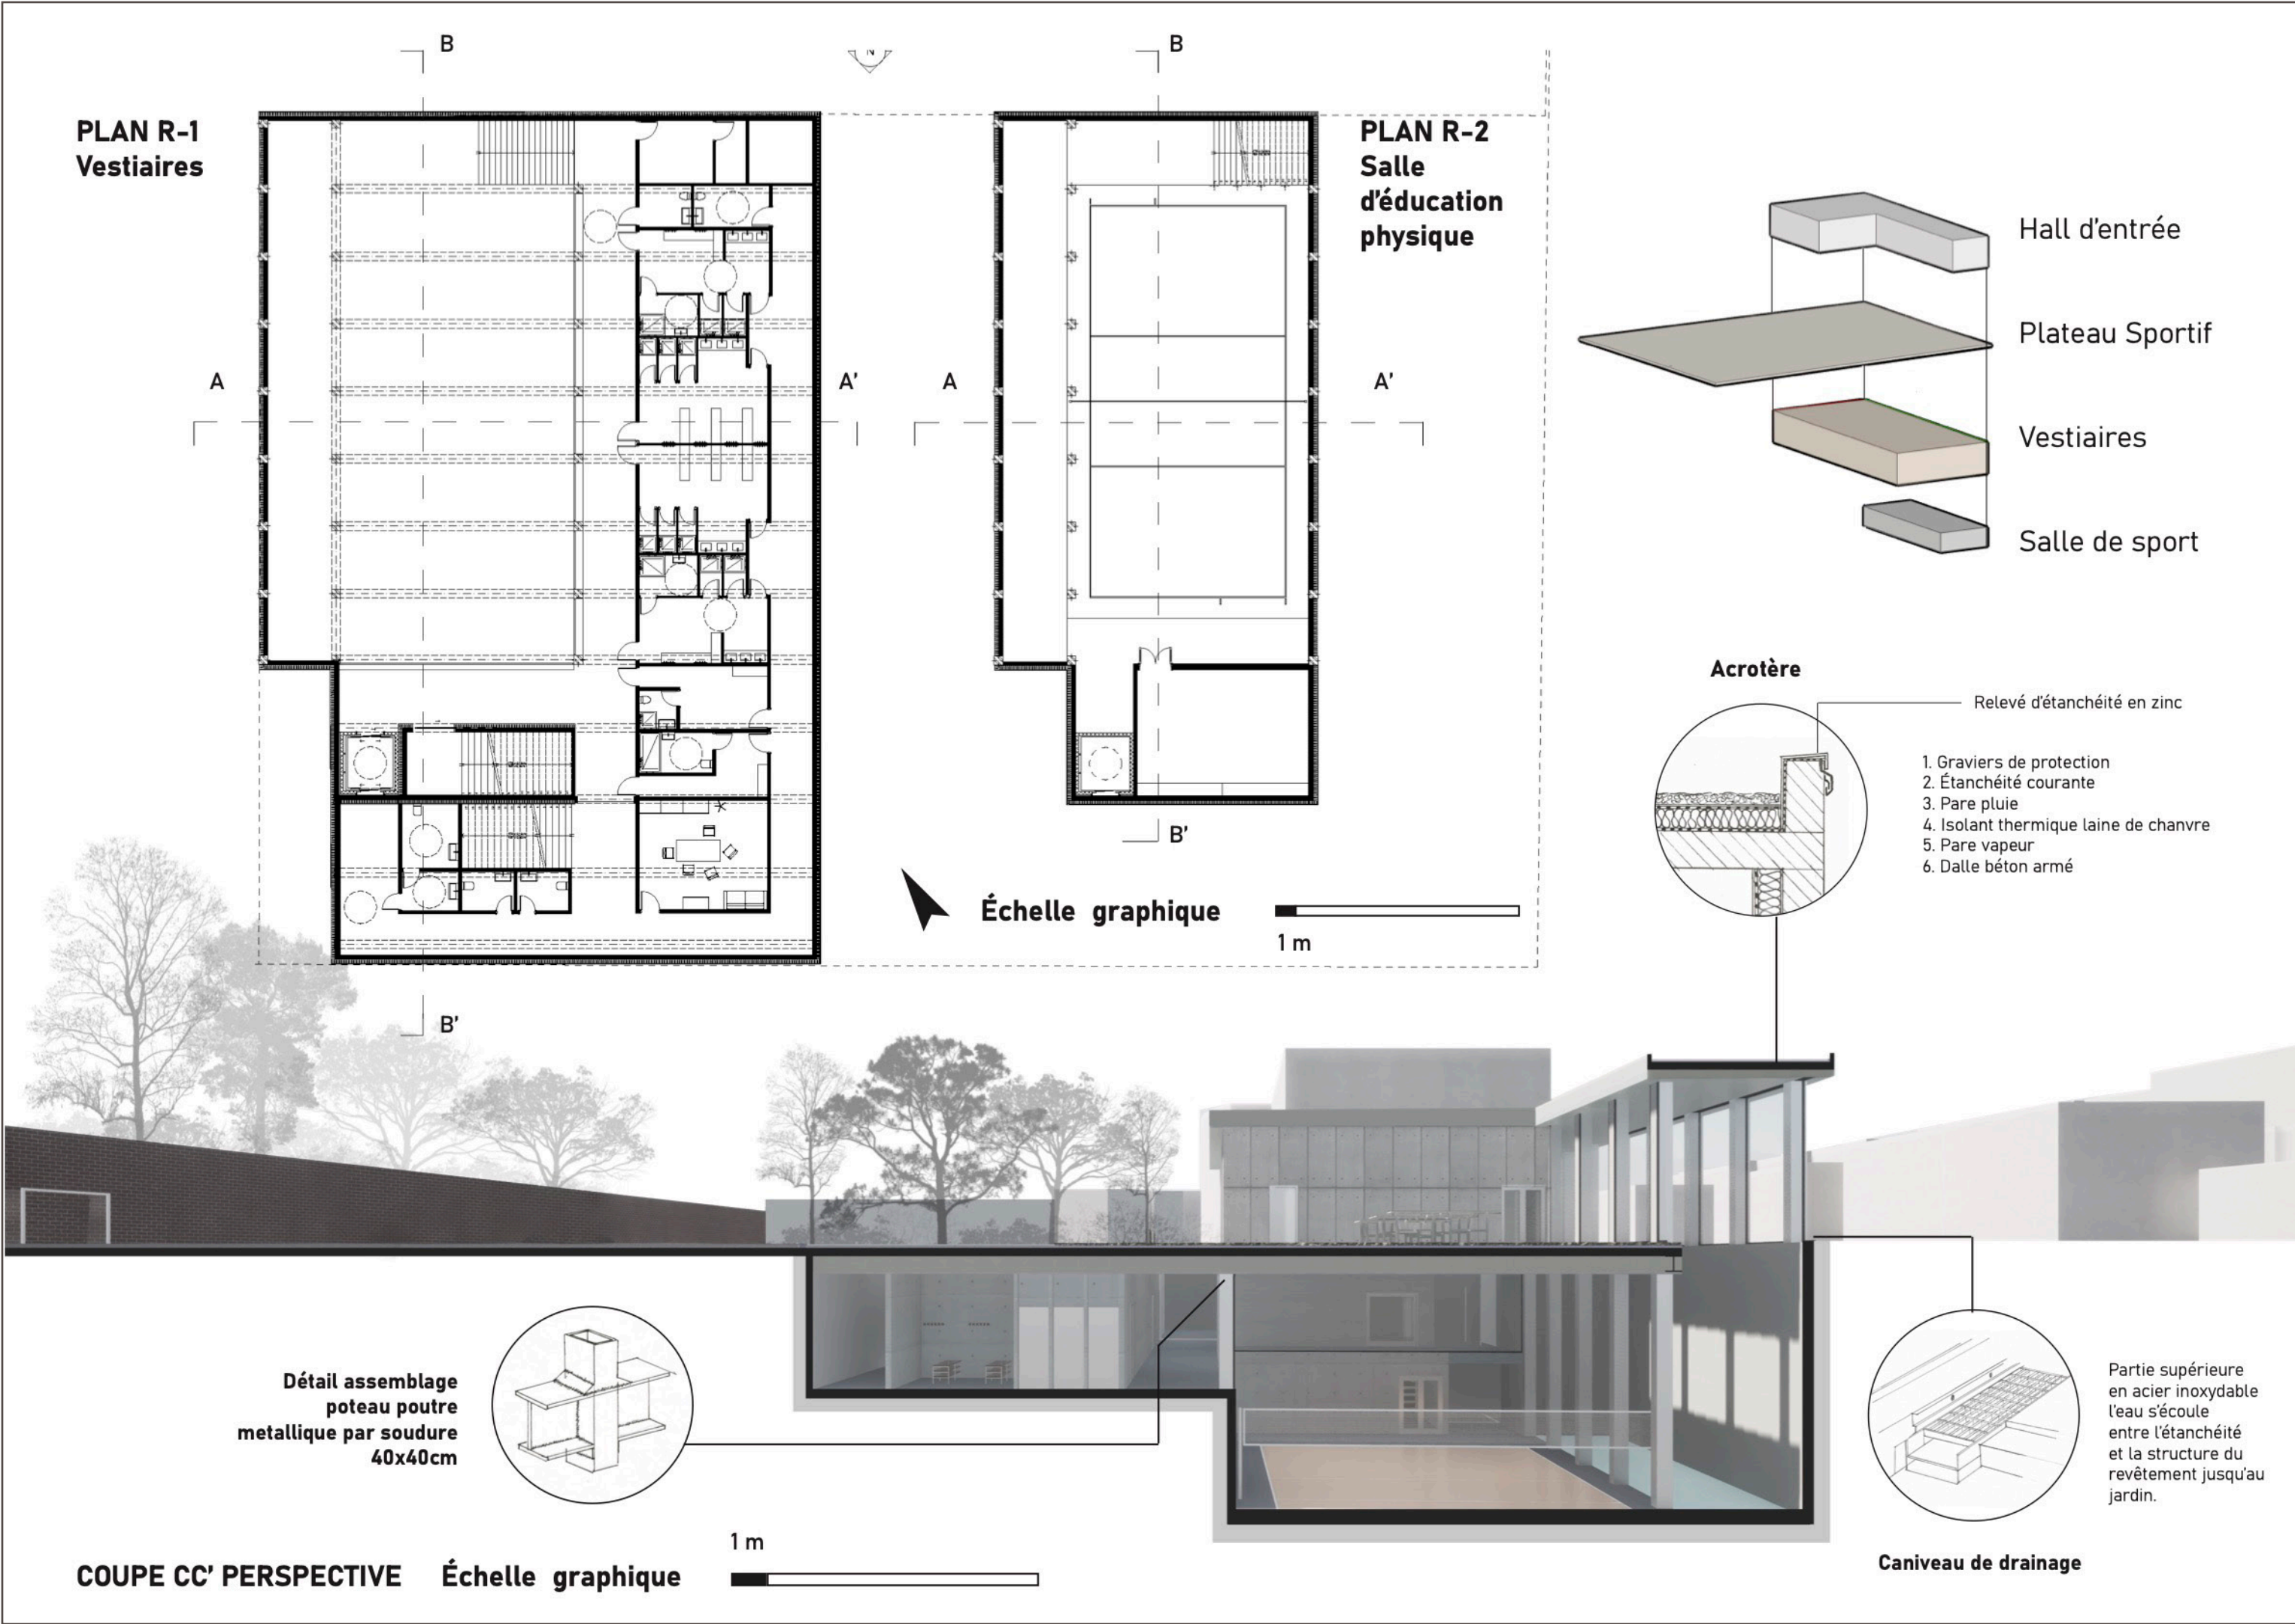 B
N
B
PLAN R-1
Vestiaires
PLAN R-2
Salle
d'éducation
physique
A
A'
A
A'
B'
B'
Échelle graphique
1 m
Hall d'entrée
Plateau Sportif
Vestiaires
Salle de sport
Acrotère
Relevé d'étanchéité en zinc
1. Graviers de protection
2. Étanchéité courante
3. Pare pluie
4. Isolant thermique laine de chanvre
5. Pare vapeur
6. Dalle béton armé
Détail assemblage
poteau poutre
metallique par soudure
40x40cm
Partie supérieure
en acier inoxydable
l'eau s'écoule
entre l'étanchéité
et la structure du
revêtement jusqu'au
jardin.
Caniveau de drainage
COUPE CC' PERSPECTIVE
Échelle graphique
1 m